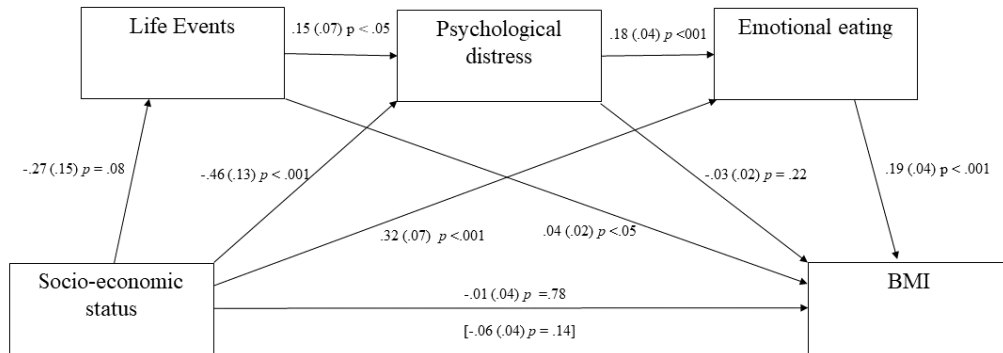 Life Events
.15 (.07) p < .05
Psychological
distress
.18 (.04) p <001
Emotional eating
-.27 (.15) p = .08
-.46 (.13) p < .001
-.03 (.02) p = .22
.19 (.04) p < .001
.32 (.07) p <.001
.04 (.02) p <.05
Socio-economic
status
-.01 (.04) p =.78
[-.06 (.04) p = .14]
BMI